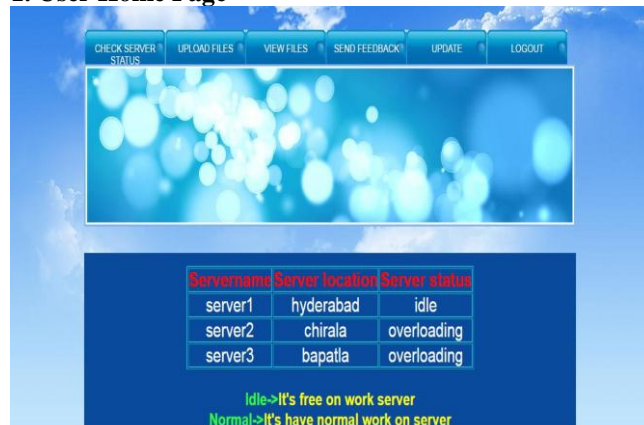 CHECK SERVER STATUS UPLOAD FILES VIEW FILES SEND FEEDBACK UPDATE LOGOUT
Servername Server location Server status
server1 hyderabad idle
server2 chirala overloading
server3 bapatla overloading
Idle->It's free on work server
Normal->It's have normal work on server